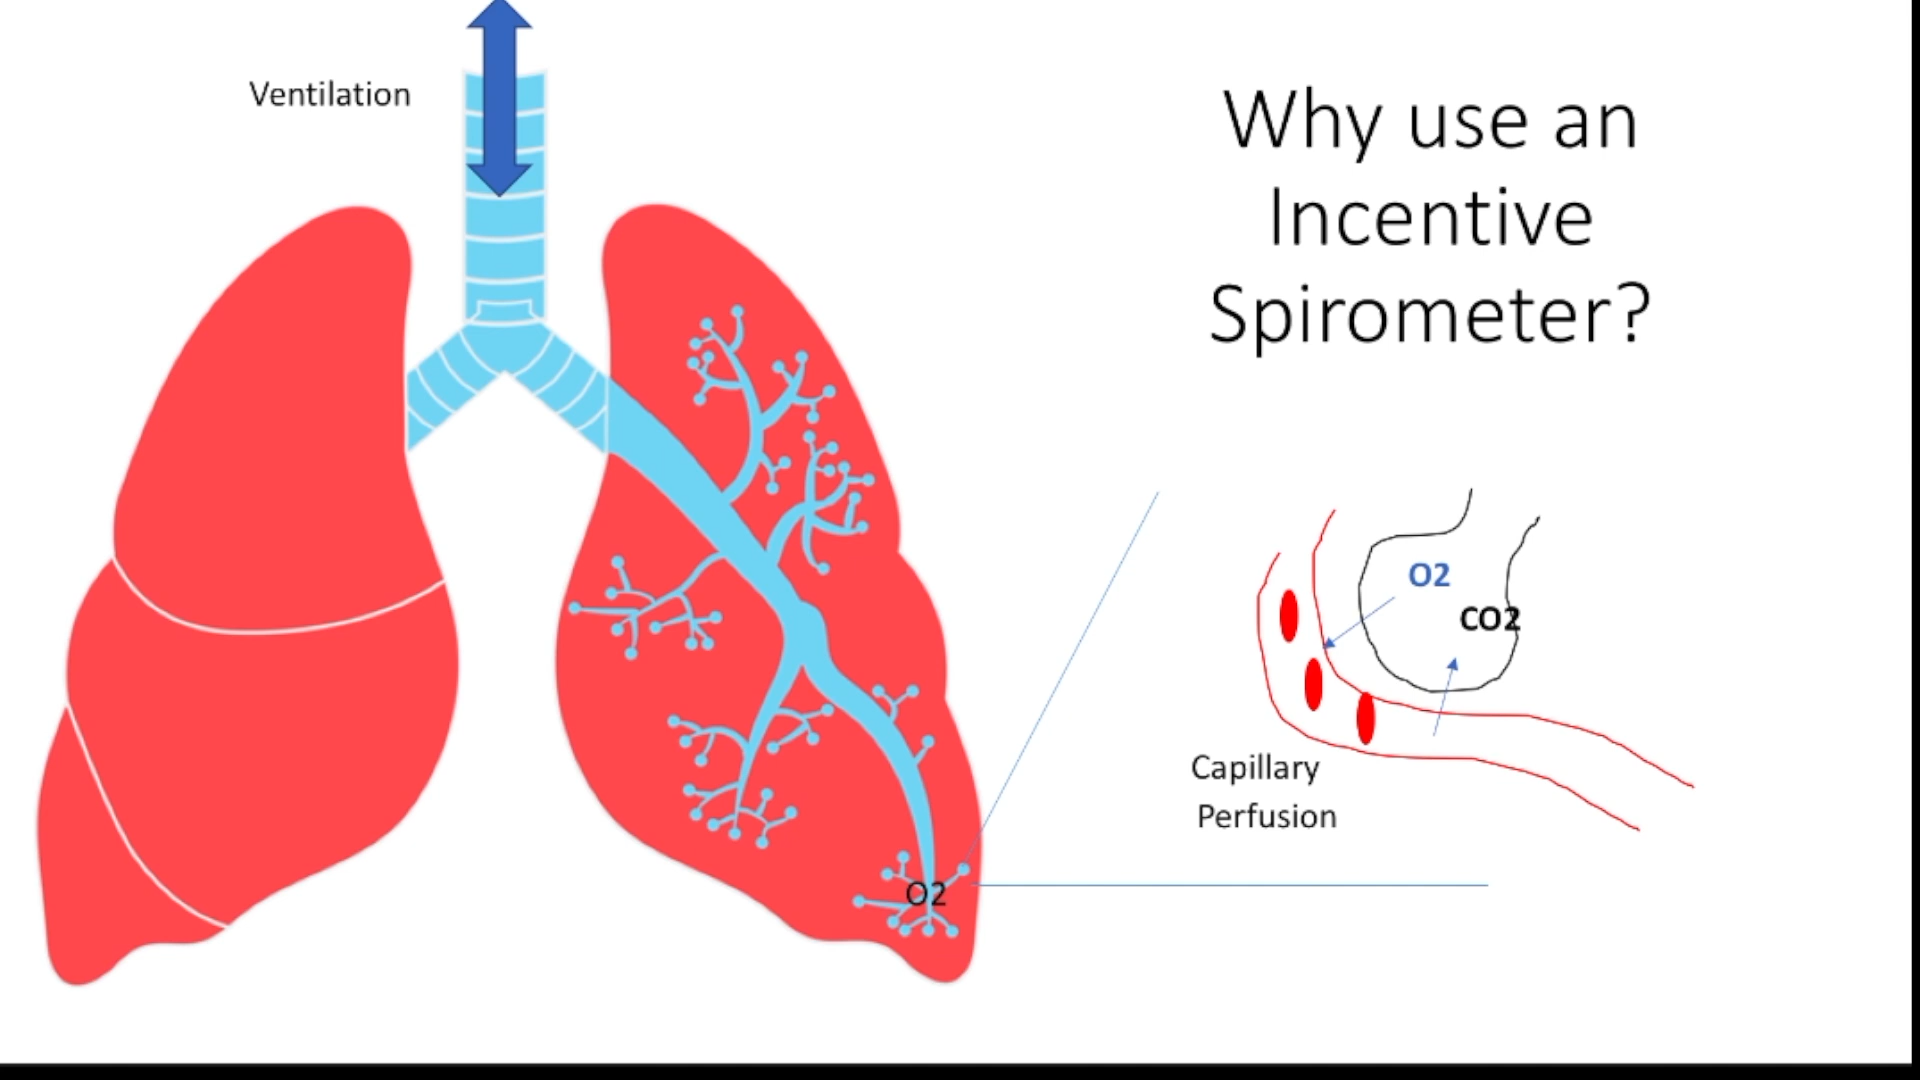 Ventilation
Why use an
Incentive
Spirometer?
O2
CO2
Capillary
Perfusion
O2